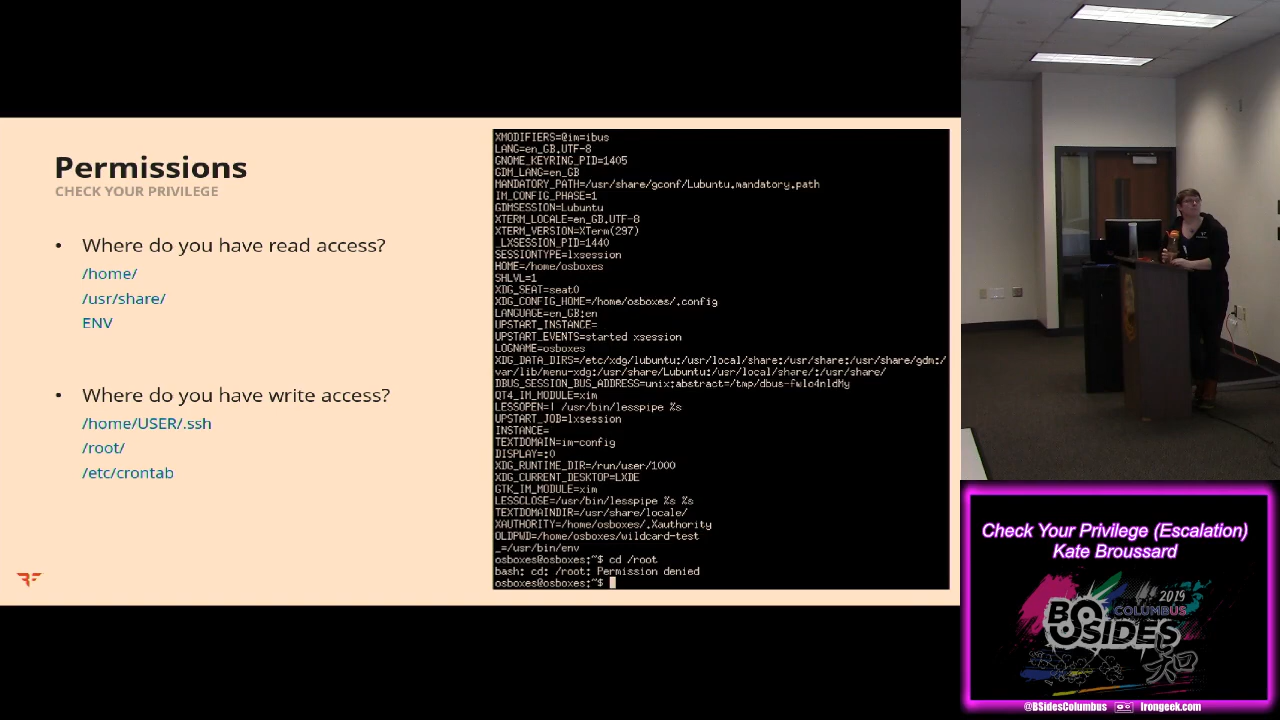 Permissions
CHECK YOUR PRIVILEGE
• Where do you have read access?
/home/
/usr/share/
ENV
• Where do you have write access?
/home/USER/.ssh
/root/
/etc/crontab
XMODIFIERS=@im=ibus
LANG=en_GB.UTF-8
GNOME_KEYRING_PID=1405
GDM_LANG=en_GB
MANDATORY_PATH=/usr/share/gconf/Lubuntu.mandatory.path
IM_CONFIG_PHASE=1
GDMSESSION=Lubuntu
XTERM_LOCALE=en_GB.UTF-8
XTERM_VERSION=XTerm(297)
_LXSESSION_PID=1440
SESSIONTYPE=lxsession
HOME=/home/osboxes
SHLVL=1
XDG_SEAT=seat0
XDG_CONFIG_HOME=/home/osboxes/.config
LANGUAGE=en_GB:en
UPSTART_INSTANCE=
UPSTART_EVENTS=started xsession
LOGNAME=osboxes
XDG_DATA_DIRS=/etc/xdg/lubuntu:/usr/local/share:/usr/share:/usr/share/gdm:/
var/lib/menu-xdg:/usr/share/Lubuntu:/usr/local/share/:/usr/share/
DBUS_SESSION_BUS_ADDRESS=unix:abstract=/tmp/dbus-fwlo4nldMy
QT4_IM_MODULE=xim
LESSOPEN=| /usr/bin/lesspipe %s
UPSTART_JOB=lxsession
INSTANCE=
TEXTDOMAIN=im-config
DISPLAY=:0
XDG_RUNTIME_DIR=/run/user/1000
XDG_CURRENT_DESKTOP=LXDE
GTK_IM_MODULE=xim
LESSCLOSE=/usr/bin/lesspipe %s %s
TEXTDOMAINDIR=/usr/share/locale/
XAUTHORITY=/home/osboxes/.Xauthority
OLDPWD=/home/osboxes/wildcard-test
_=/usr/bin/env
osboxes@osboxes:~$ cd /root
bash: cd: /root: Permission denied
osboxes@osboxes:~$
Check Your Privilege (Escalation)
Kate Broussard
2019
COLUMBUS
BSIDES
知
@BSidesColumbus
Irongeek.com